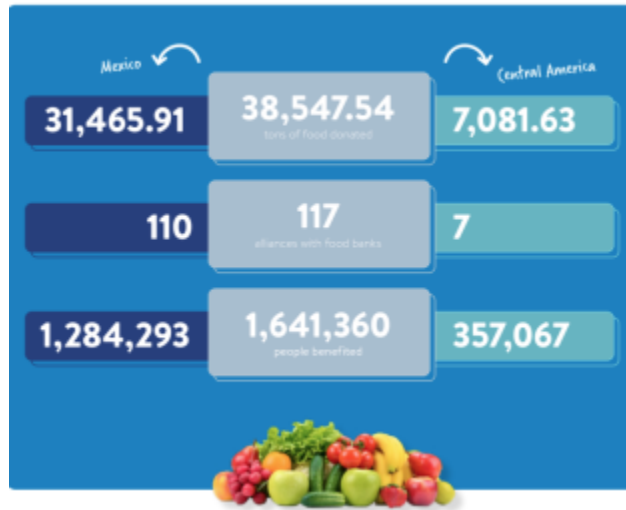 Mexico
Central America
31,465.91
38,547.54
tons of food donated
7,081.63
110
117
alliances with food banks
7
1,284,293
1,641,360
people benefited
357,067